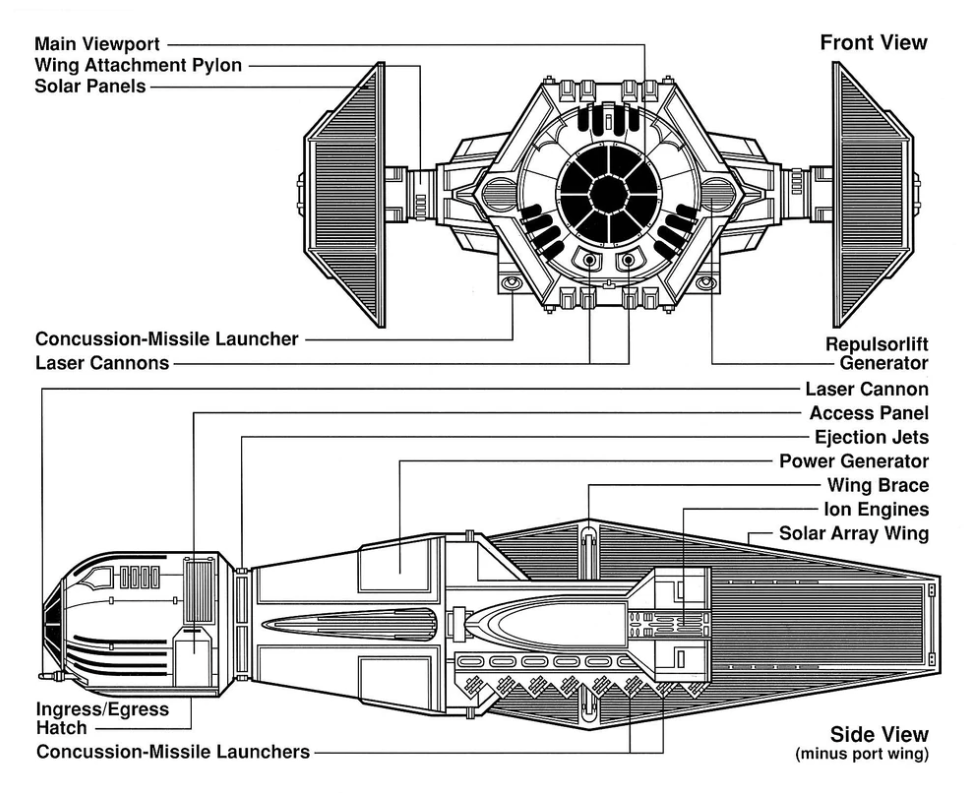 Main Viewport
Wing Attachment Pylon
Solar Panels
Front View
Concussion-Missile Launcher
Laser Cannons
Repulsorlift
Generator
Laser Cannon
Access Panel
Ejection Jets
Power Generator
Wing Brace
Ion Engines
Solar Array Wing
Ingress/Egress
Hatch
Concussion-Missile Launchers
Side View
(minus port wing)